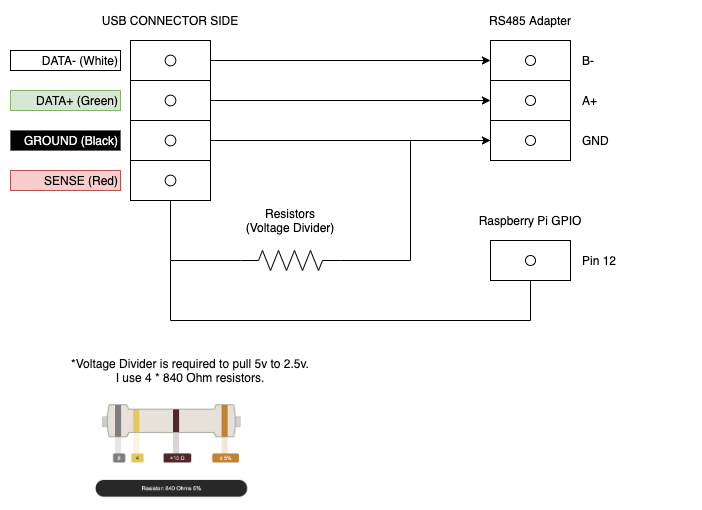 USB CONNECTOR SIDE
RS485 Adapter
DATA- (White)
B-
DATA+ (Green)
A+
GROUND (Black)
GND
SENSE (Red)
Resistors
(Voltage Divider)
Raspberry Pi GPIO
Pin 12
*Voltage Divider is required to pull 5v to 2.5v.
I use 4 * 840 Ohm resistors.
8 4 ×10 Ω ± 5%
Resistor: 840 Ohms 5%